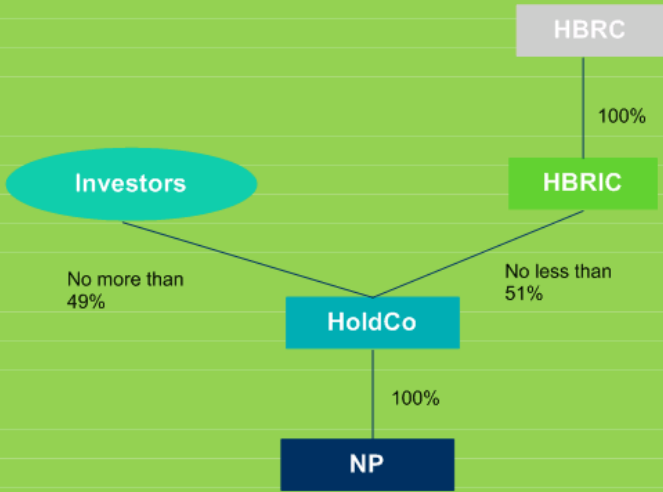 HBRC
100%
Investors
HBRIC
No more than
49%
No less than
51%
HoldCo
100%
NP